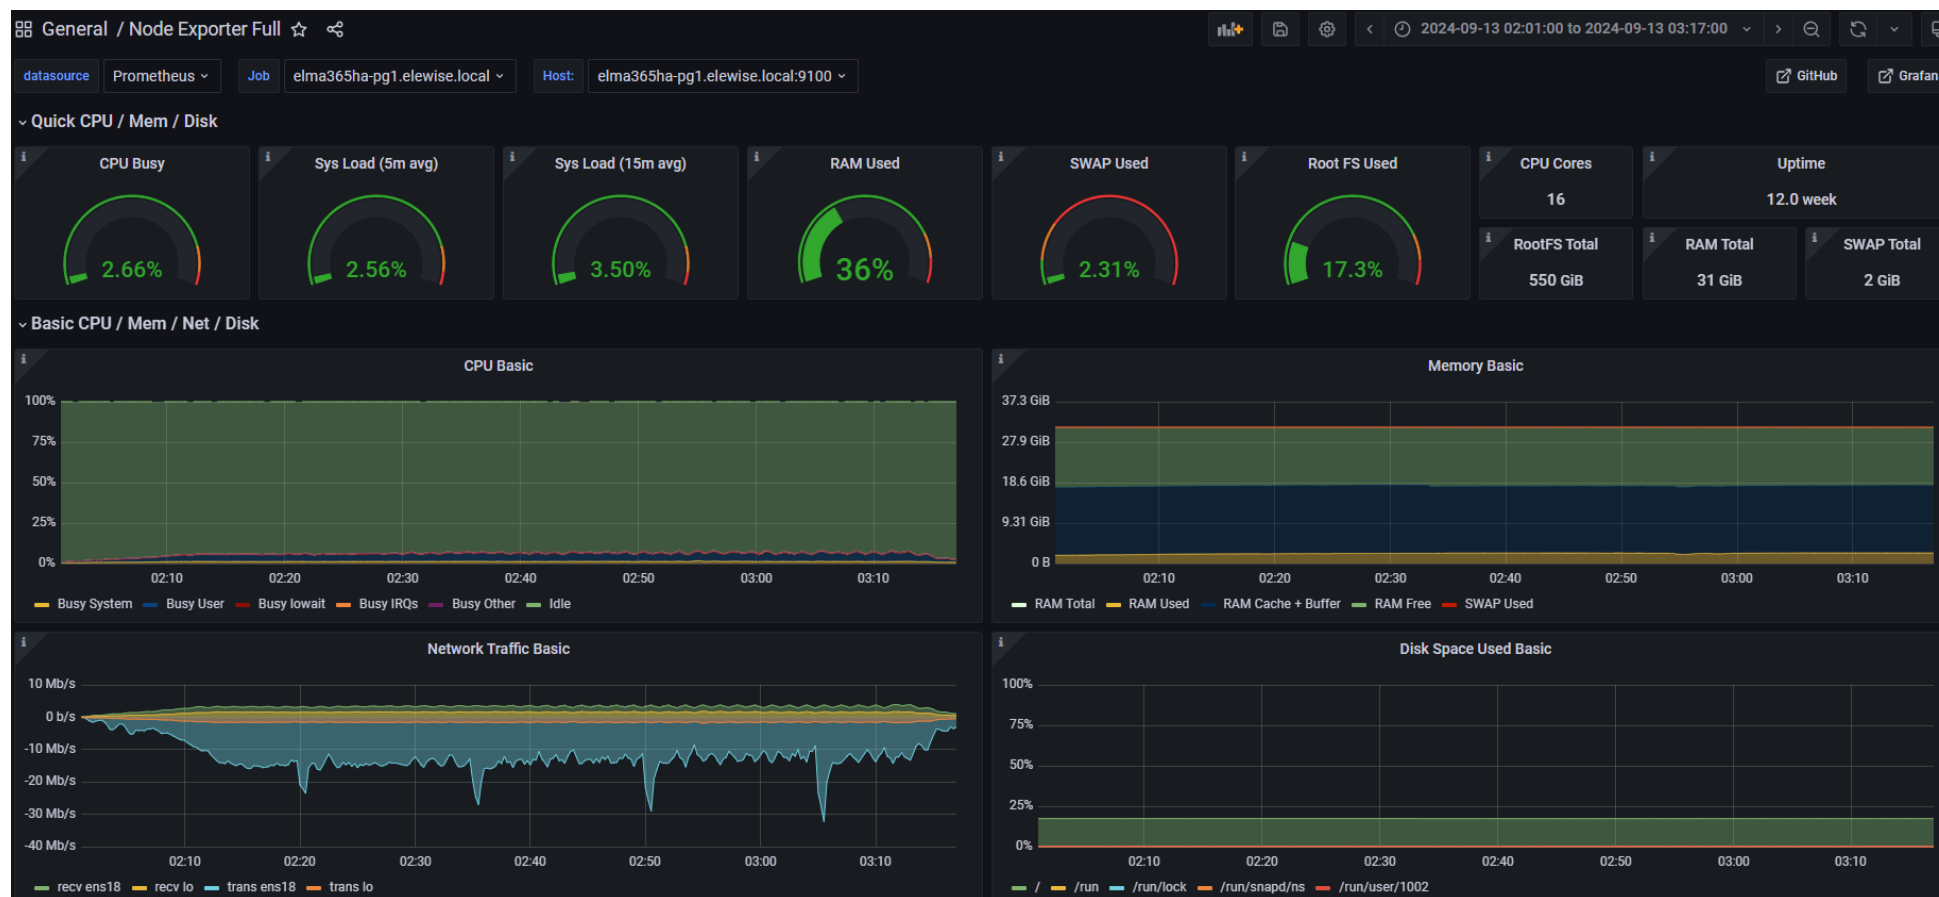 General / Node Exporter Full
2024-09-13 02:01:00 to 2024-09-13 03:17:00
datasource Prometheus Job elma365ha-pg1.elewise.local Host: elma365ha-pg1.elewise.local:9100 GitHub Grafan
Quick CPU / Mem / Disk
CPU Busy
2.66%
Sys Load (5m avg)
2.56%
Sys Load (15m avg)
3.50%
RAM Used
36%
SWAP Used
2.31%
Root FS Used
17.3%
CPU Cores
16
Uptime
12.0 week
RootFS Total
550 GiB
RAM Total
31 GiB
SWAP Total
2 GiB
Basic CPU / Mem / Net / Disk
CPU Basic
100%
75%
50%
25%
0%
02:10 02:20 02:30 02:40 02:50 03:00 03:10
Busy System Busy User Busy Iowait Busy IRQs Busy Other Idle
Memory Basic
37.3 GiB
27.9 GiB
18.6 GiB
9.31 GiB
0 B
02:10 02:20 02:30 02:40 02:50 03:00 03:10
RAM Total RAM Used RAM Cache + Buffer RAM Free SWAP Used
Network Traffic Basic
10 Mb/s
0 b/s
-10 Mb/s
-20 Mb/s
-30 Mb/s
-40 Mb/s
02:10 02:20 02:30 02:40 02:50 03:00 03:10
recv ens18 recv lo trans ens18 trans lo
Disk Space Used Basic
100%
75%
50%
25%
0%
02:10 02:20 02:30 02:40 02:50 03:00 03:10
/ /run /run/lock /run/snapd/ns /run/user/1002